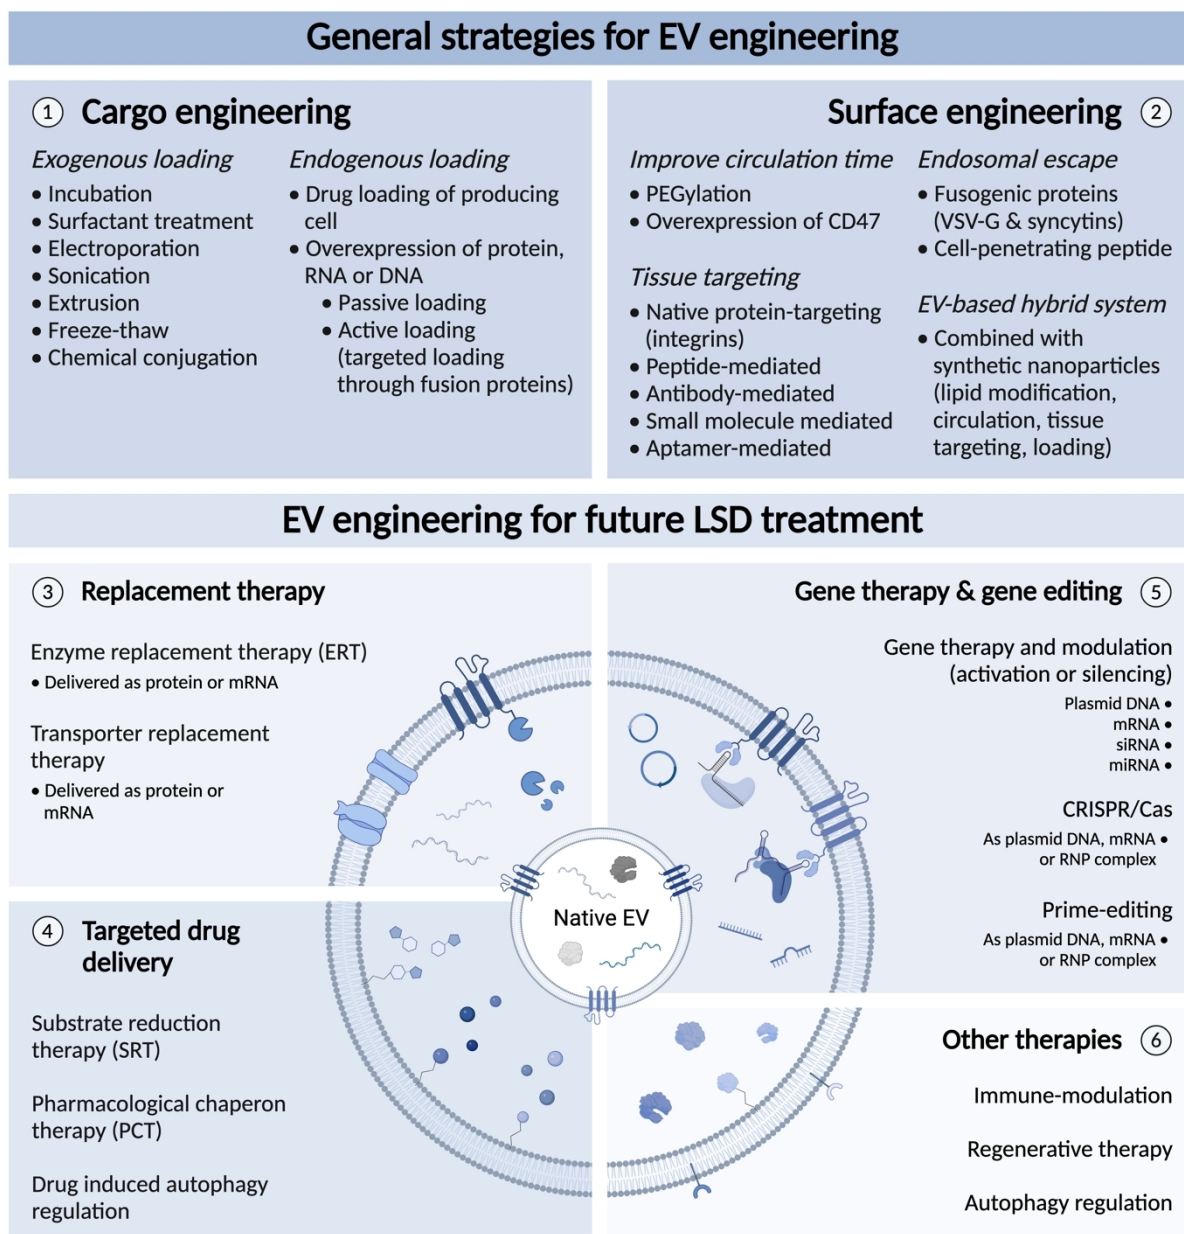 General strategies for EV engineering
1 Cargo engineering
Exogenous loading
• Incubation
• Surfactant treatment
• Electroporation
• Sonication
• Extrusion
• Freeze-thaw
• Chemical conjugation
Endogenous loading
• Drug loading of producing
cell
• Overexpression of protein,
RNA or DNA
• Passive loading
• Active loading
(targeted loading
through fusion proteins)
Surface engineering 2
Improve circulation time
• PEGylation
• Overexpression of CD47
Tissue targeting
• Native protein-targeting
(integrins)
• Peptide-mediated
• Antibody-mediated
• Small molecule mediated
• Aptamer-mediated
Endosomal escape
• Fusogenic proteins
(VSV-G & syncytins)
• Cell-penetrating peptide
EV-based hybrid system
• Combined with
synthetic nanoparticles
(lipid modification,
circulation, tissue
targeting, loading)
EV engineering for future LSD treatment
3 Replacement therapy
Enzyme replacement therapy (ERT)
• Delivered as protein or mRNA
Transporter replacement
therapy
• Delivered as protein or
mRNA
4 Targeted drug
delivery
Substrate reduction
therapy (SRT)
Pharmacological chaperon
therapy (PCT)
Drug induced autophagy
regulation
Native EV
Gene therapy & gene editing 5
Gene therapy and modulation
(activation or silencing)
Plasmid DNA •
mRNA •
siRNA •
miRNA •
CRISPR/Cas
As plasmid DNA, mRNA •
or RNP complex
Prime-editing
As plasmid DNA, mRNA •
or RNP complex
Other therapies 6
Immune-modulation
Regenerative therapy
Autophagy regulation